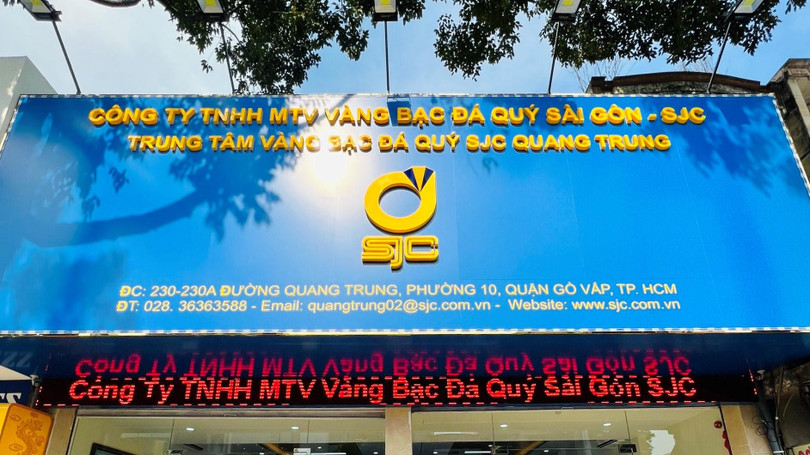 CÔNG TY TNHH MTV VÀNG BẠC ĐÁ QUÝ SÀI GÒN - SJC
TRUNG TÂM VÀNG BẠC ĐÁ QUÝ SJC QUANG TRUNG
SJC
ĐC: 230-230A ĐƯỜNG QUANG TRUNG, PHƯỜNG 10, QUẬN GÒ VẤP, TP. HCM
ĐT: 028. 36363588 - Email: quangtrung02@sjc.com.vn - Website: www.sjc.com.vn
Công Ty TNHH MTV Vàng Bạc Đá Quý Sài Gòn SJC